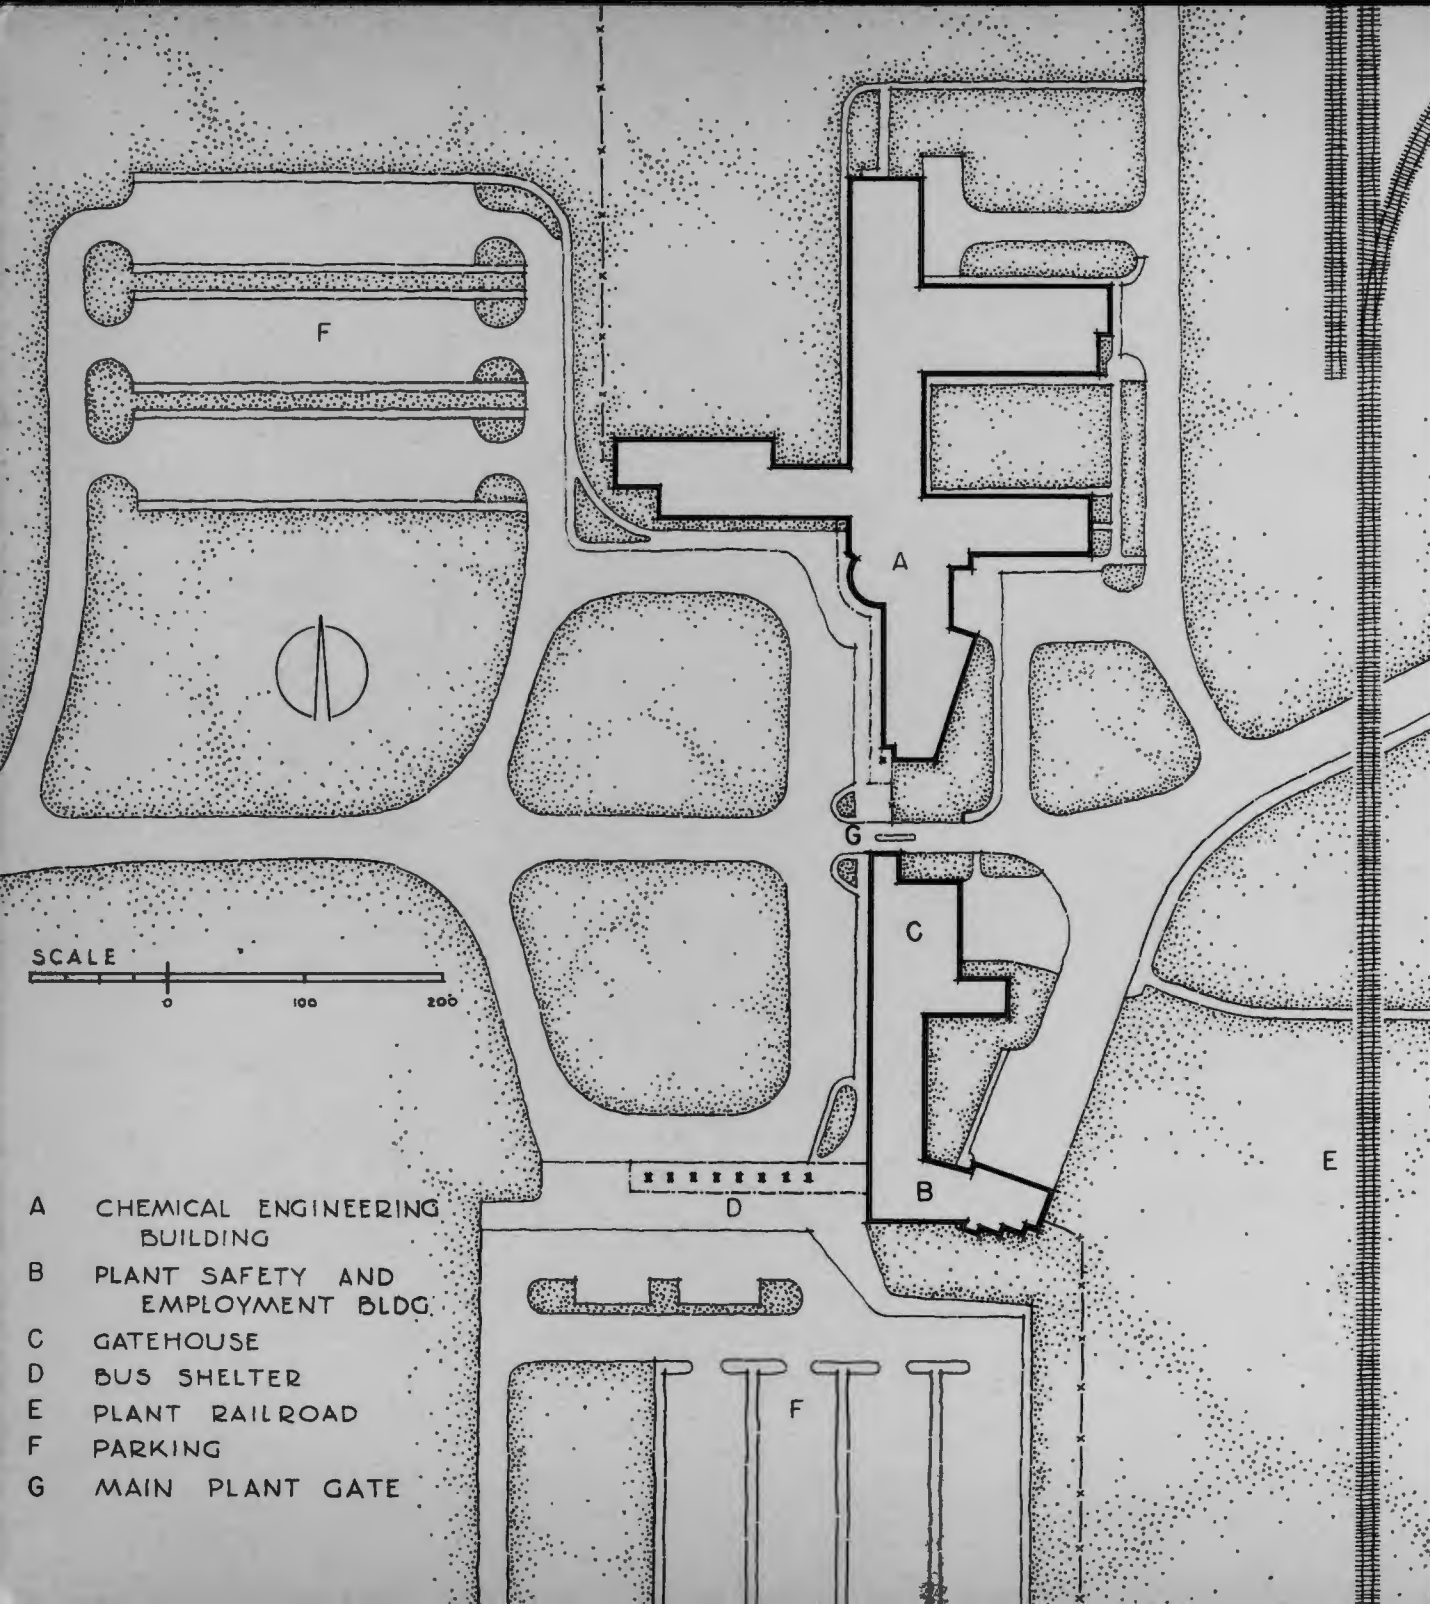 F
A
G
C
SCALE
0 100 200
E
B
D
A CHEMICAL ENGINEERING
BUILDING
B PLANT SAFETY AND
EMPLOYMENT BLDG.
C GATEHOUSE
D BUS SHELTER
E PLANT RAILROAD
F PARKING
G MAIN PLANT GATE
F